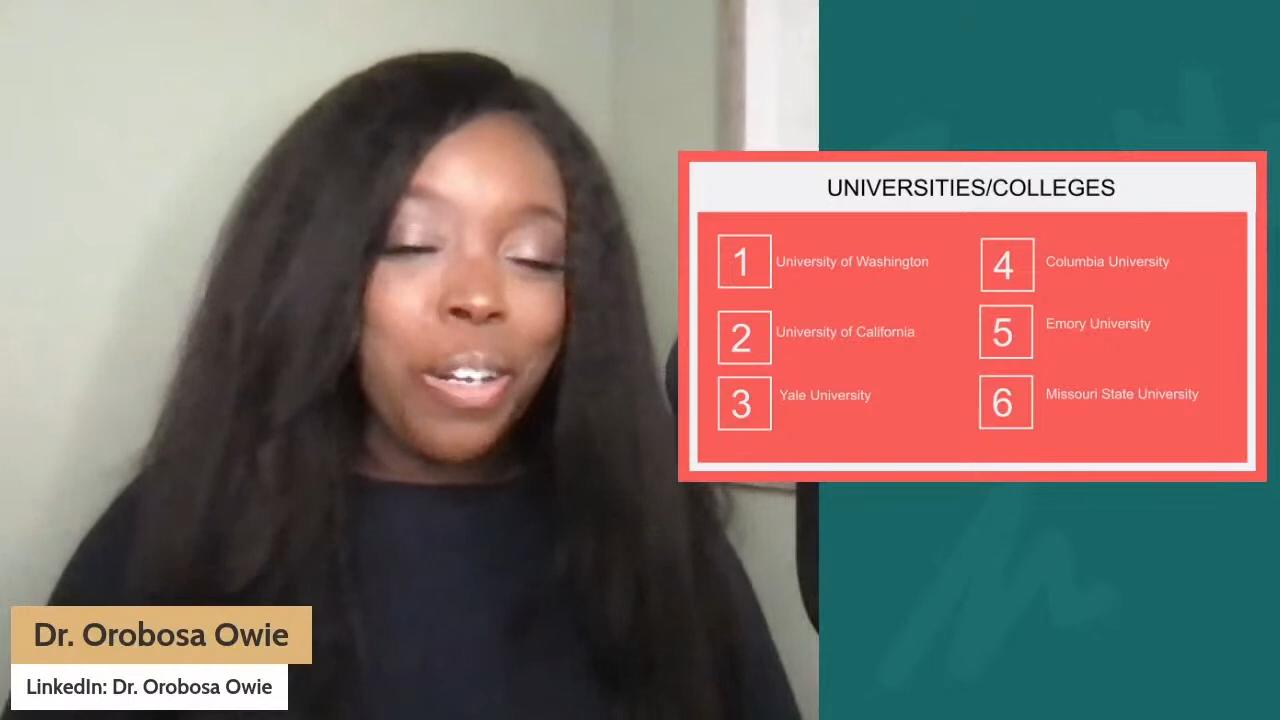 UNIVERSITIES/COLLEGES
1 University of Washington
2 University of California
3 Yale University
4 Columbia University
5 Emory University
6 Missouri State University
Dr. Orobosa Owie
LinkedIn: Dr. Orobosa Owie